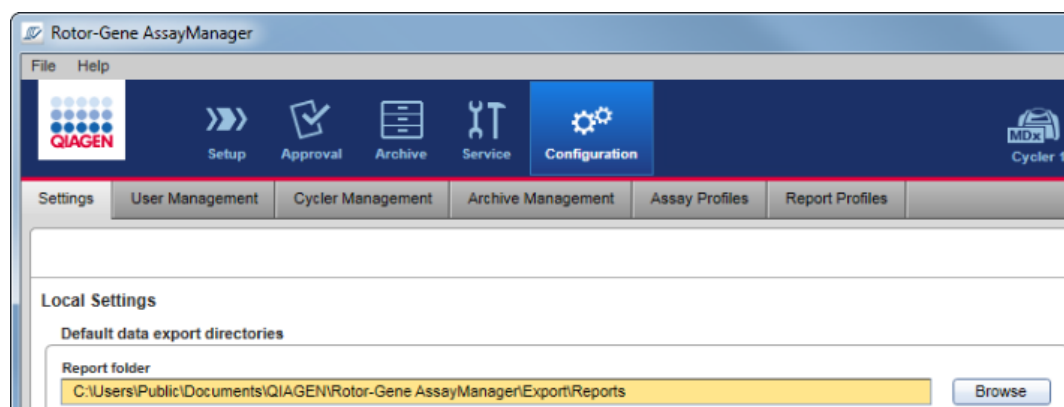 Rotor-Gene AssayManager
File Help
QIAGEN
Setup Approval Archive Service Configuration
MDx
Cycler 1
Settings User Management Cycler Management Archive Management Assay Profiles Report Profiles
Local Settings
Default data export directories
Report folder
C:\Users\Public\Documents\QIAGEN\Rotor-Gene AssayManager\Export\Reports Browse